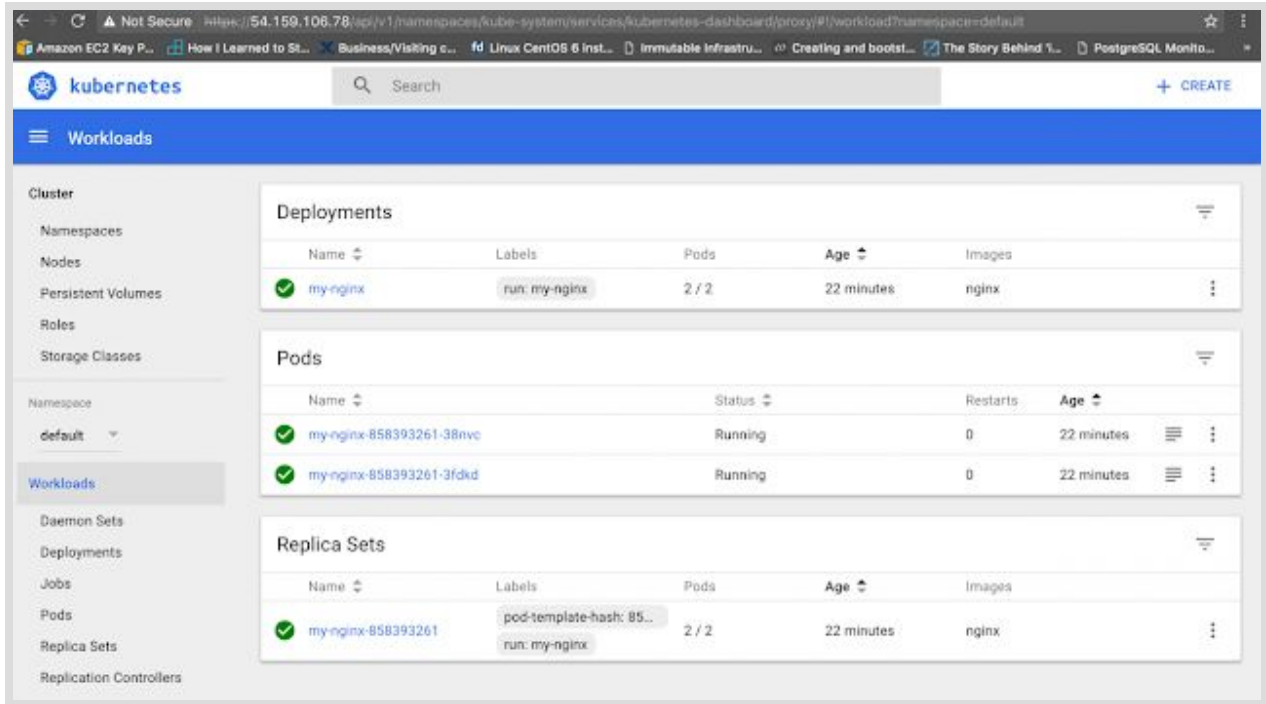 Not Secure https://54.159.106.78/api/v1/namespaces/kube-system/services/kubernetes-dashboard/proxy/#!/workload?namespace=default
Amazon EC2 Key P... How I Learned to St... Business/Visiting c... fd Linux CentOS 6 inst... Immutable Infrastru... Creating and bootst... The Story Behind 'I... PostgreSQL Monito... »
kubernetes Search + CREATE
Workloads
Cluster
Namespaces
Nodes
Persistent Volumes
Roles
Storage Classes
Namespace
default
Workloads
Daemon Sets
Deployments
Jobs
Pods
Replica Sets
Replication Controllers
Deployments
Name Labels Pods Age Images
my-nginx run: my-nginx 2 / 2 22 minutes nginx
Pods
Name Status Restarts Age
my-nginx-858393261-38nvc Running 0 22 minutes
my-nginx-858393261-3fdkd Running 0 22 minutes
Replica Sets
Name Labels Pods Age Images
my-nginx-858393261 pod-template-hash: 85... 2 / 2 22 minutes nginx
run: my-nginx